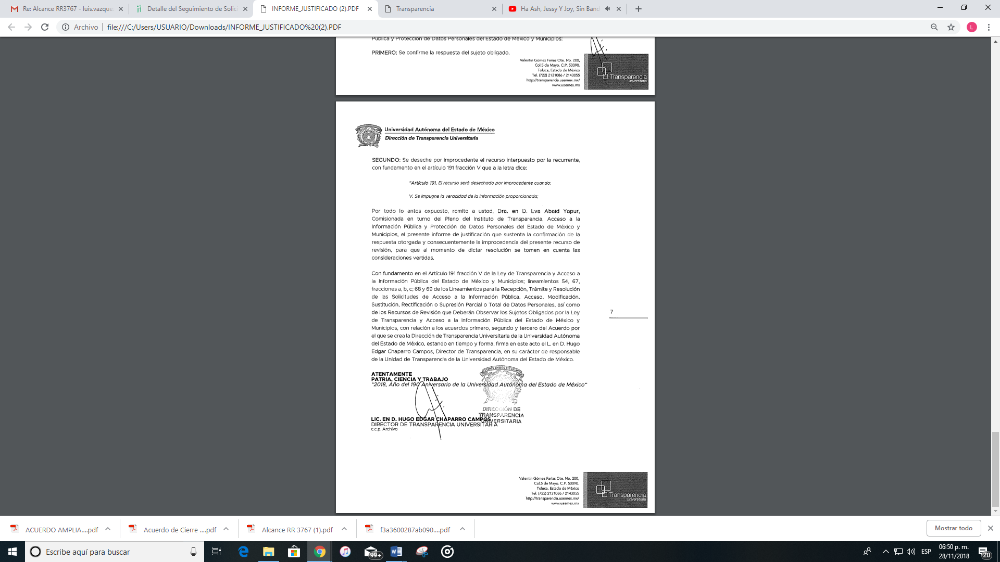 Re: Alcance RR3767 - luis.vazque
Detalle del Seguimiento de Solici
INFORME_JUSTIFICADO (2).PDF
Transparencia
Ha Ash, Jessy Y Joy, Sin Band
Archivo
file:///C:/Users/USUARIO/Downloads/INFORME_JUSTIFICADO%20(2).PDF
Pública y Protección de Datos Personales del Estado de México y Municipios:
PRIMERO: Se confirme la respuesta del sujeto obligado.
Valentín Gómez Farías Ote. No. 200,
Col.5 de Mayo. C.P. 50090.
Toluca, Estado de México
Tel. (722) 2131086 / 2143055
http://transparencia.uaemex.mx/
www.uaemex.mx
Transparencia
Universitaria
Universidad Autónoma del Estado de México
Dirección de Transparencia Universitaria
SEGUNDO: Se deseche por improcedente el recurso interpuesto por la recurrente,
con fundamento en el artículo 191 fracción V que a la letra dice:
"Artículo 191. El recurso será desechado por improcedente cuando:
V. Se impugne la veracidad de la información proporcionada;
Por todo lo antes expuesto, remito a usted, Dra. en D. Eva Abaid Yapur,
Comisionada en turno del Pleno del Instituto de Transparencia, Acceso a la
Información Pública y Protección de Datos Personales del Estado de México y
Municipios, el presente informe de justificación que sustenta la confirmación de la
respuesta otorgada y consecuentemente la improcedencia del presente recurso de
revisión, para que al momento de dictar resolución se tomen en cuenta las
consideraciones vertidas.
Con fundamento en el Artículo 191 fracción V de la Ley de Transparencia y Acceso a
la Información Pública del Estado de México y Municipios; lineamientos 54, 67,
fracciones a, b, c; 68 y 69 de los Lineamientos para la Recepción, Trámite y Resolución
de las Solicitudes de Acceso a la Información Pública, Acceso, Modificación,
Sustitución, Rectificación o Supresión Parcial o Total de Datos Personales, así como
de los Recursos de Revisión que Deberán Observar los Sujetos Obligados por la Ley
de Transparencia y Acceso a la Información Pública del Estado de México y
Municipios, con relación a los acuerdos primero, segundo y tercero del Acuerdo por
el que se crea la Dirección de Transparencia Universitaria de la Universidad Autónoma
del Estado de México, estando en tiempo y forma, firma en este acto el L. en D. Hugo
Edgar Chaparro Campos, Director de Transparencia, en su carácter de responsable
de la Unidad de Transparencia de la Universidad Autónoma del Estado de México.
7
ATENTAMENTE
PATRIA, CIENCIA Y TRABAJO
"2018, Año del 190 Aniversario de la Universidad Autónoma del Estado de México"
ESTADOS UNIDOS MEXICANOS
DIRECCIÓN DE
TRANSPARENCIA
UNIVERSITARIA
LIC. EN D. HUGO EDGAR CHAPARRO CAMPOS
DIRECTOR DE TRANSPARENCIA UNIVERSITARIA
c.c.p. Archivo
Valentín Gómez Farías Ote. No. 200,
Col.5 de Mayo. C.P. 50090.
Toluca, Estado de México
Tel. (722) 2131086 / 2143055
http://transparencia.uaemex.mx/
www.uaemex.mx
Transparencia
Universitaria
ACUERDO AMPLIA....pdf
Acuerdo de Cierre ....pdf
Alcance RR 3767 (1).pdf
f3a3600287ab090....pdf
Mostrar todo
Escribe aquí para buscar
99+
ESP
06:50 p. m.
28/11/2018
20